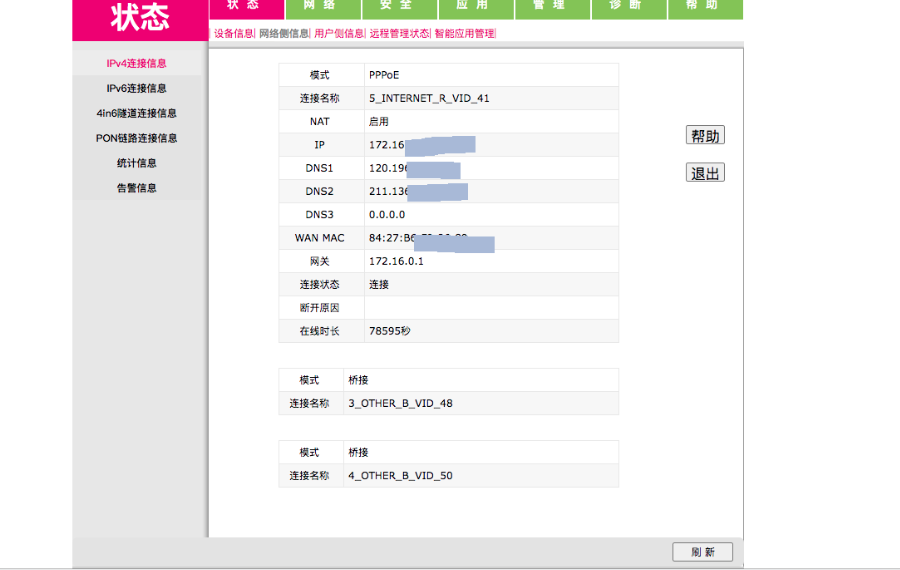 状态
状 态 网 络 安 全 应 用 管 理 诊 断 帮 助
设备信息| 网络侧信息| 用户侧信息| 远程管理状态| 智能应用管理|
IPv4连接信息
IPv6连接信息
4in6隧道连接信息
PON链路连接信息
统计信息
告警信息
模式 PPPoE
连接名称 5_INTERNET_R_VID_41
NAT 启用
IP 172.16
DNS1 120.196
DNS2 211.136
DNS3 0.0.0.0
WAN MAC 84:27:B6
网关 172.16.0.1
连接状态 连接
断开原因
在线时长 78595秒
模式 桥接
连接名称 3_OTHER_B_VID_48
模式 桥接
连接名称 4_OTHER_B_VID_50
帮助
退出
刷 新